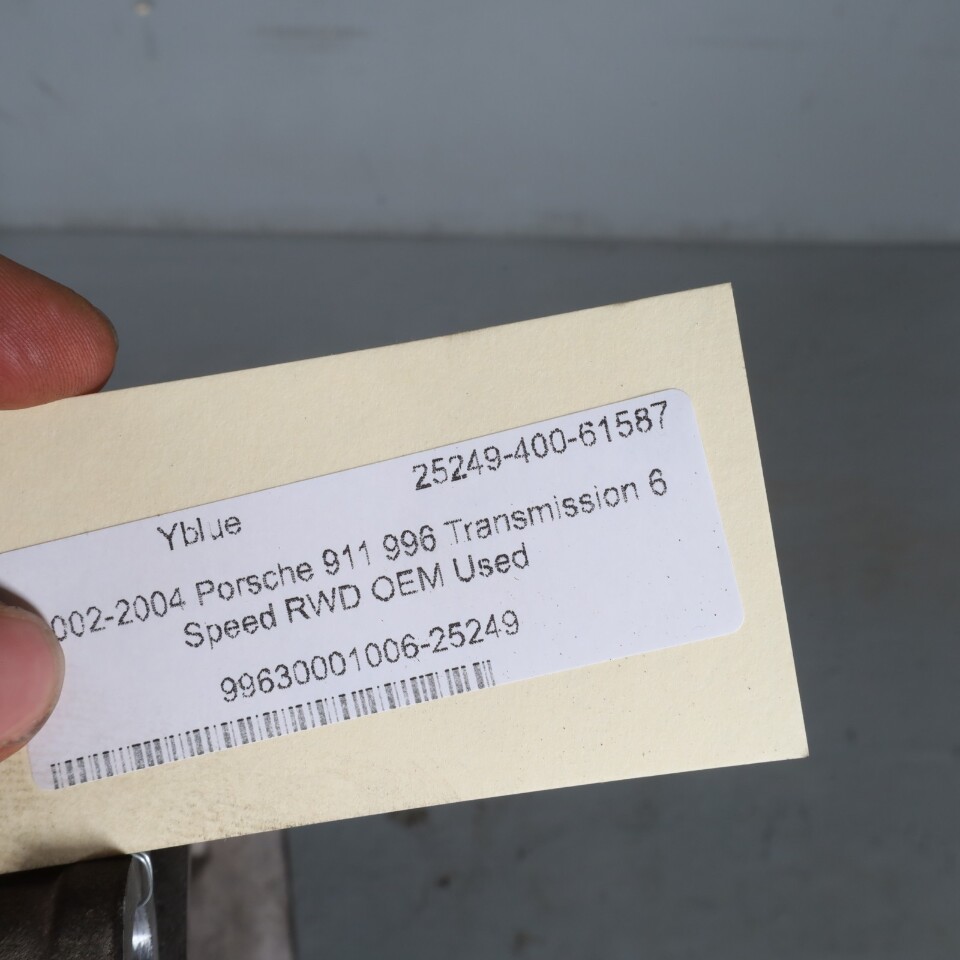 25249-400-61587
Yblue
002-2004 Porsche 911 996 Transmission 6
Speed RWD OEM Used
99630001006-25249